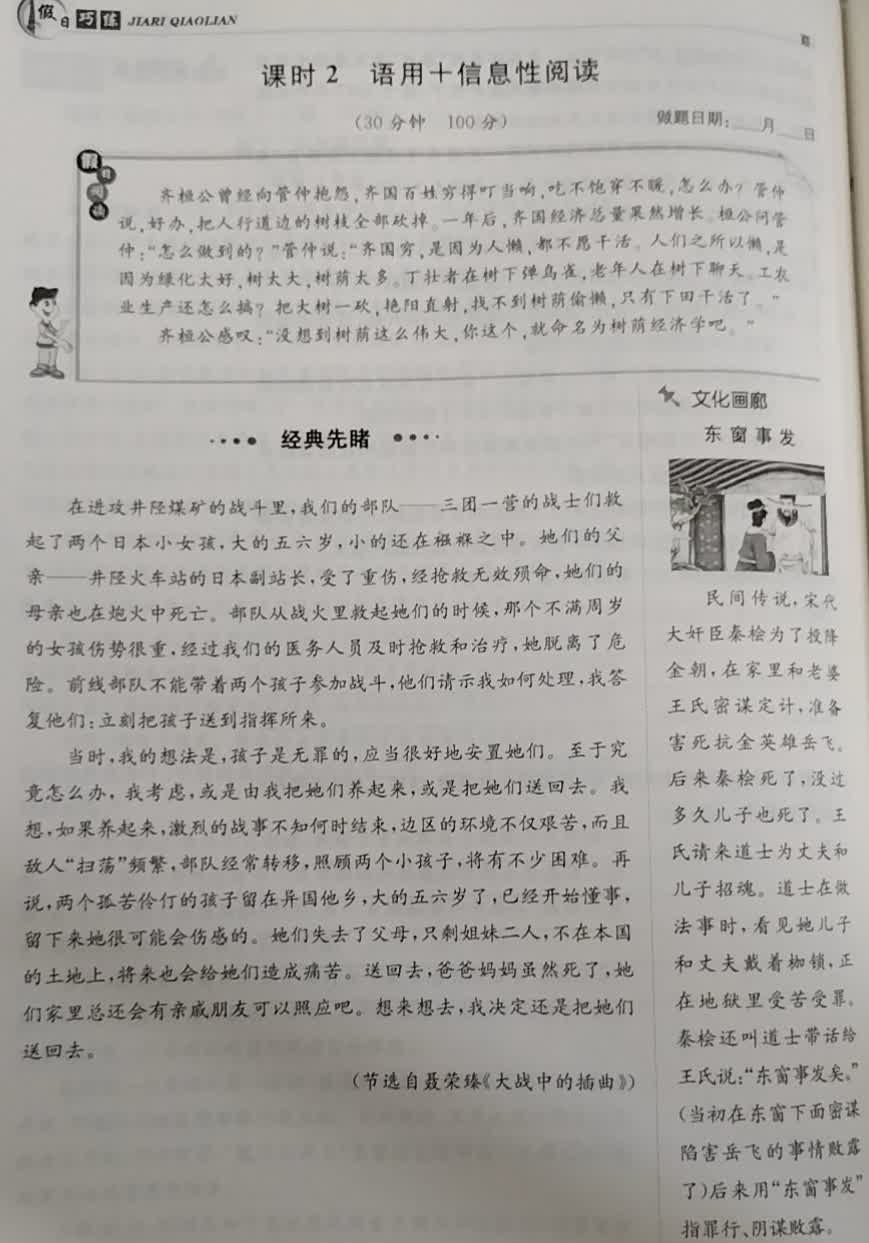 假日巧练 JIARI QIAOLIAN
课时2 语用+信息性阅读
(30分钟 100分)
做题日期:____月____日
齐桓公曾经向管仲抱怨,齐国百姓穷得叮当响,吃不饱穿不暖,怎么办?管仲
说,好办,把人行道边的树枝全部砍掉。一年后,齐国经济总量果然增长。桓公问管
仲:“怎么做到的?”管仲说:“齐国穷,是因为人懒,都不愿干活。人们之所以懒,是
因为绿化太好,树太大,树荫太多。丁壮者在树下弹鸟雀,老年人在树下聊天。工农
业生产还怎么搞?把大树一砍,艳阳直射,找不到树荫偷懒,只有下田干活了。”
齐桓公感叹:“没想到树荫这么伟大,你这个,就命名为树荫经济学吧。”
经典先睹
在进攻井陉煤矿的战斗里,我们的部队——三团一营的战士们救
起了两个日本小女孩,大的五六岁,小的还在襁褓之中。她们的父
亲——井陉火车站的日本副站长,受了重伤,经抢救无效殒命,她们的
母亲也在炮火中死亡。部队从战火里救起她们的时候,那个不满周岁
的女孩伤势很重,经过我们的医务人员及时抢救和治疗,她脱离了危
险。前线部队不能带着两个孩子参加战斗,他们请示我如何处理,我答
复他们:立刻把孩子送到指挥所来。
当时,我的想法是,孩子是无罪的,应当很好地安置她们。至于究
竟怎么办,我考虑,或是由我把她们养起来,或是把她们送回去。我
想,如果养起来,激烈的战事不知何时结束,边区的环境不仅艰苦,而且
敌人“扫荡”频繁,部队经常转移,照顾两个小孩子,将有不少困难。再
说,两个孤苦伶仃的孩子留在异国他乡,大的五六岁了,已经开始懂事,
留下来她很可能会伤感的。她们失去了父母,只剩姐妹二人,不在本国
的土地上,将来也会给她们造成痛苦。送回去,爸爸妈妈虽然死了,她
们家里总还会有亲戚朋友可以照应吧。想来想去,我决定还是把她们
送回去。
(节选自聂荣臻《大战中的插曲》)
文化画廊
东窗事发
民间传说,宋代
大奸臣秦桧为了投降
金朝,在家里和老婆
王氏密谋定计,准备
害死抗金英雄岳飞。
后来秦桧死了,没过
多久儿子也死了。王
氏请来道士为丈夫和
儿子招魂。道士在做
法事时,看见她儿子
和丈夫戴着枷锁,正
在地狱里受苦受罪。
秦桧还叫道士带话给
王氏说:“东窗事发矣。”
(当初在东窗下面密谋
陷害岳飞的事情败露
了)后来用“东窗事发”
指罪行、阴谋败露。